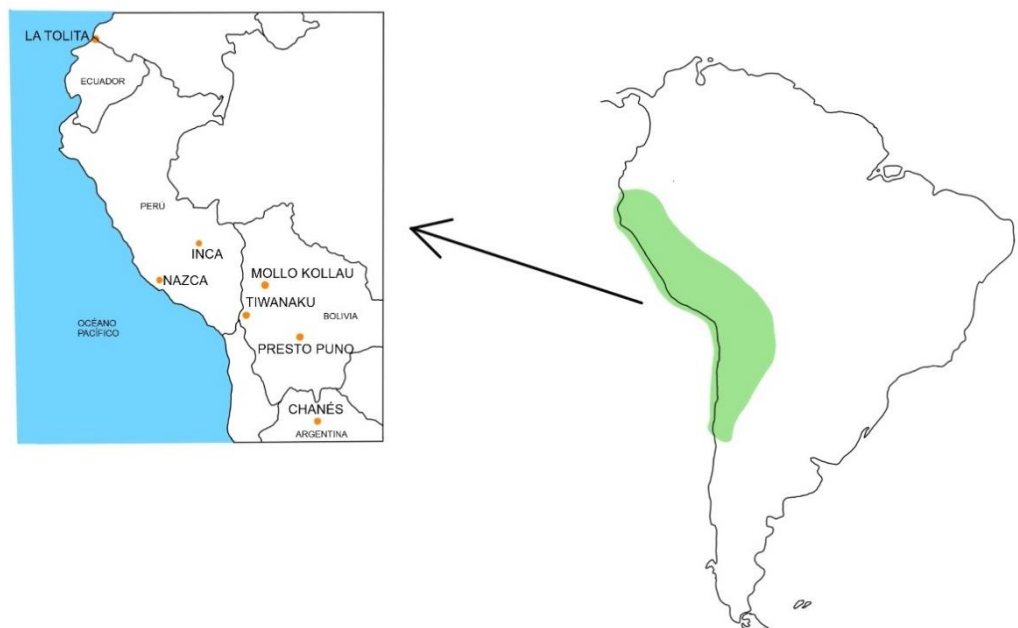 LA TOLITA
ECUADOR
PERÚ
INCA
NAZCA
MOLLO KOLLAU
TIWANAKU
BOLIVIA
OCÉANO
PACÍFICO
PRESTO PUNO
CHANÉS
ARGENTINA